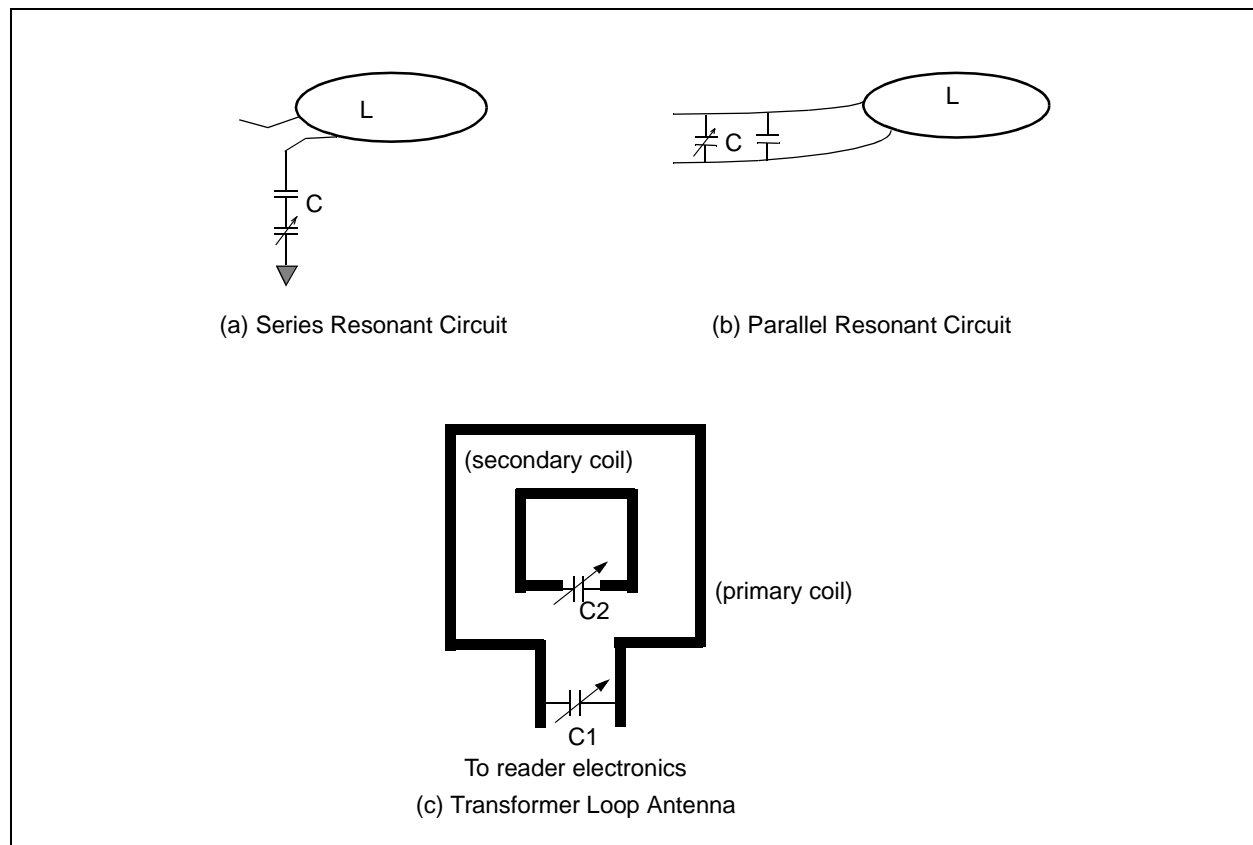 L
C
(a) Series Resonant Circuit
L
C
(b) Parallel Resonant Circuit
(secondary coil)
C2
(primary coil)
C1
To reader electronics
(c) Transformer Loop Antenna